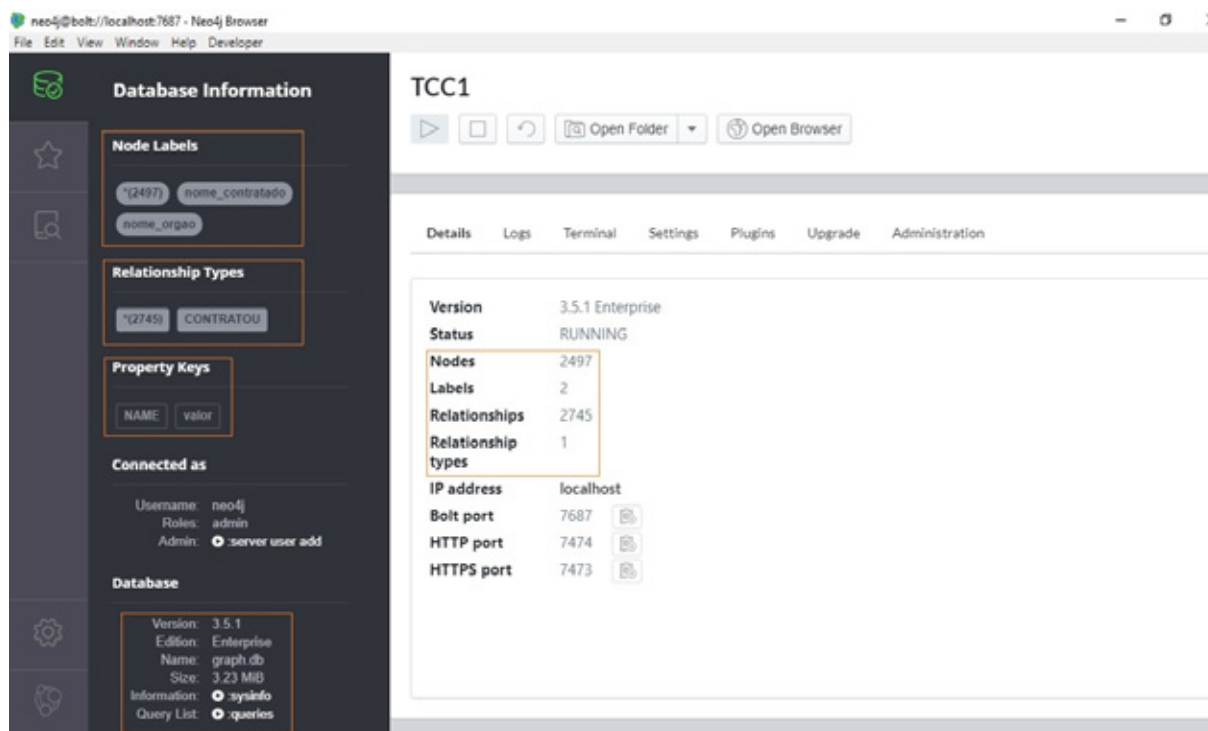 neo4j@bolt://localhost:7687 - Neo4j Browser
File Edit View Window Help Developer
Database Information
Node Labels
*(2497) nome_contratado
nome_orgao
Relationship Types
*(2745) CONTRATOU
Property Keys
NAME valor
Connected as
Username: neo4j
Roles: admin
Admin: :server user add
Database
Version: 3.5.1
Edition: Enterprise
Name: graph.db
Size: 3.23 MiB
Information: :sysinfo
Query List: :queries
TCC1
Open Folder Open Browser
Details Logs Terminal Settings Plugins Upgrade Administration
Version 3.5.1 Enterprise
Status RUNNING
Nodes 2497
Labels 2
Relationships 2745
Relationship 1
types
IP address localhost
Bolt port 7687
HTTP port 7474
HTTPS port 7473